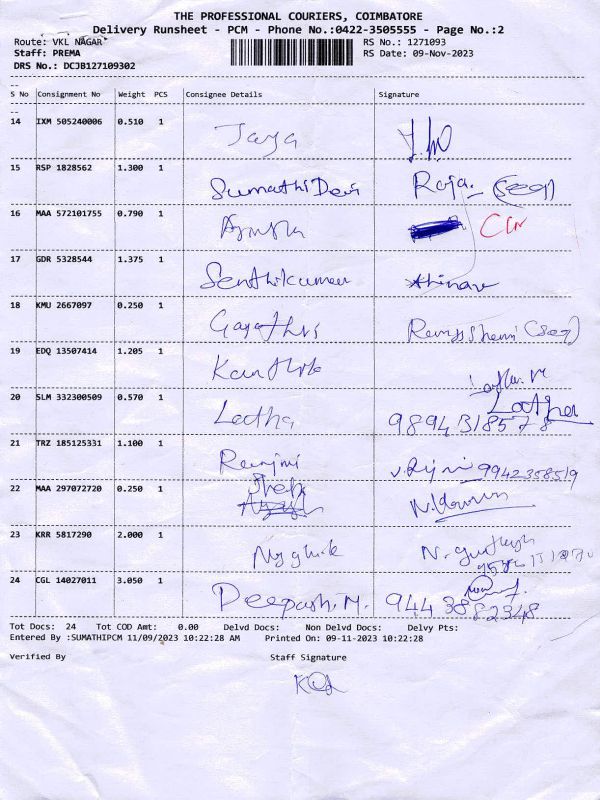 THE PROFESSIONAL COURIERS, COIMBATORE
Delivery Runsheet - PCM - Phone No.:0422-3505555 - Page No.:2
Route: VKL NAGAR RS No.: 1271093
Staff: PREMA RS Date: 09-Nov-2023
DRS No.: DCJB127109302
S No Consignment No Weight PCS Consignee Details Signature
14 IXM 505240006 0.510 1 Jaya
15 RSP 1828562 1.300 1 Sumathi Devi Raja
16 MAA 572101755 0.790 1
17 GDR 5328544 1.375 1 Senthilkumar Abinav
18 KMU 2667097 0.250 1 Gayathri
19 EDQ 13507414 1.205 1
20 SLM 332300509 0.570 1 Latha Latha
9894318578
21 TRZ 185125331 1.100 1 Ranjini 9942358519
22 MAA 297072720 0.250 1
23 KRR 5817290 2.000 1
24 CGL 14027011 3.050 1 Deepash.M. 9443882348
Tot Docs: 24 Tot COD Amt: 0.00 Delvd Docs: Non Delvd Docs: Delvy Pts:
Entered By :SUMATHIPCM 11/09/2023 10:22:28 AM Printed On: 09-11-2023 10:22:28
Verified By Staff Signature